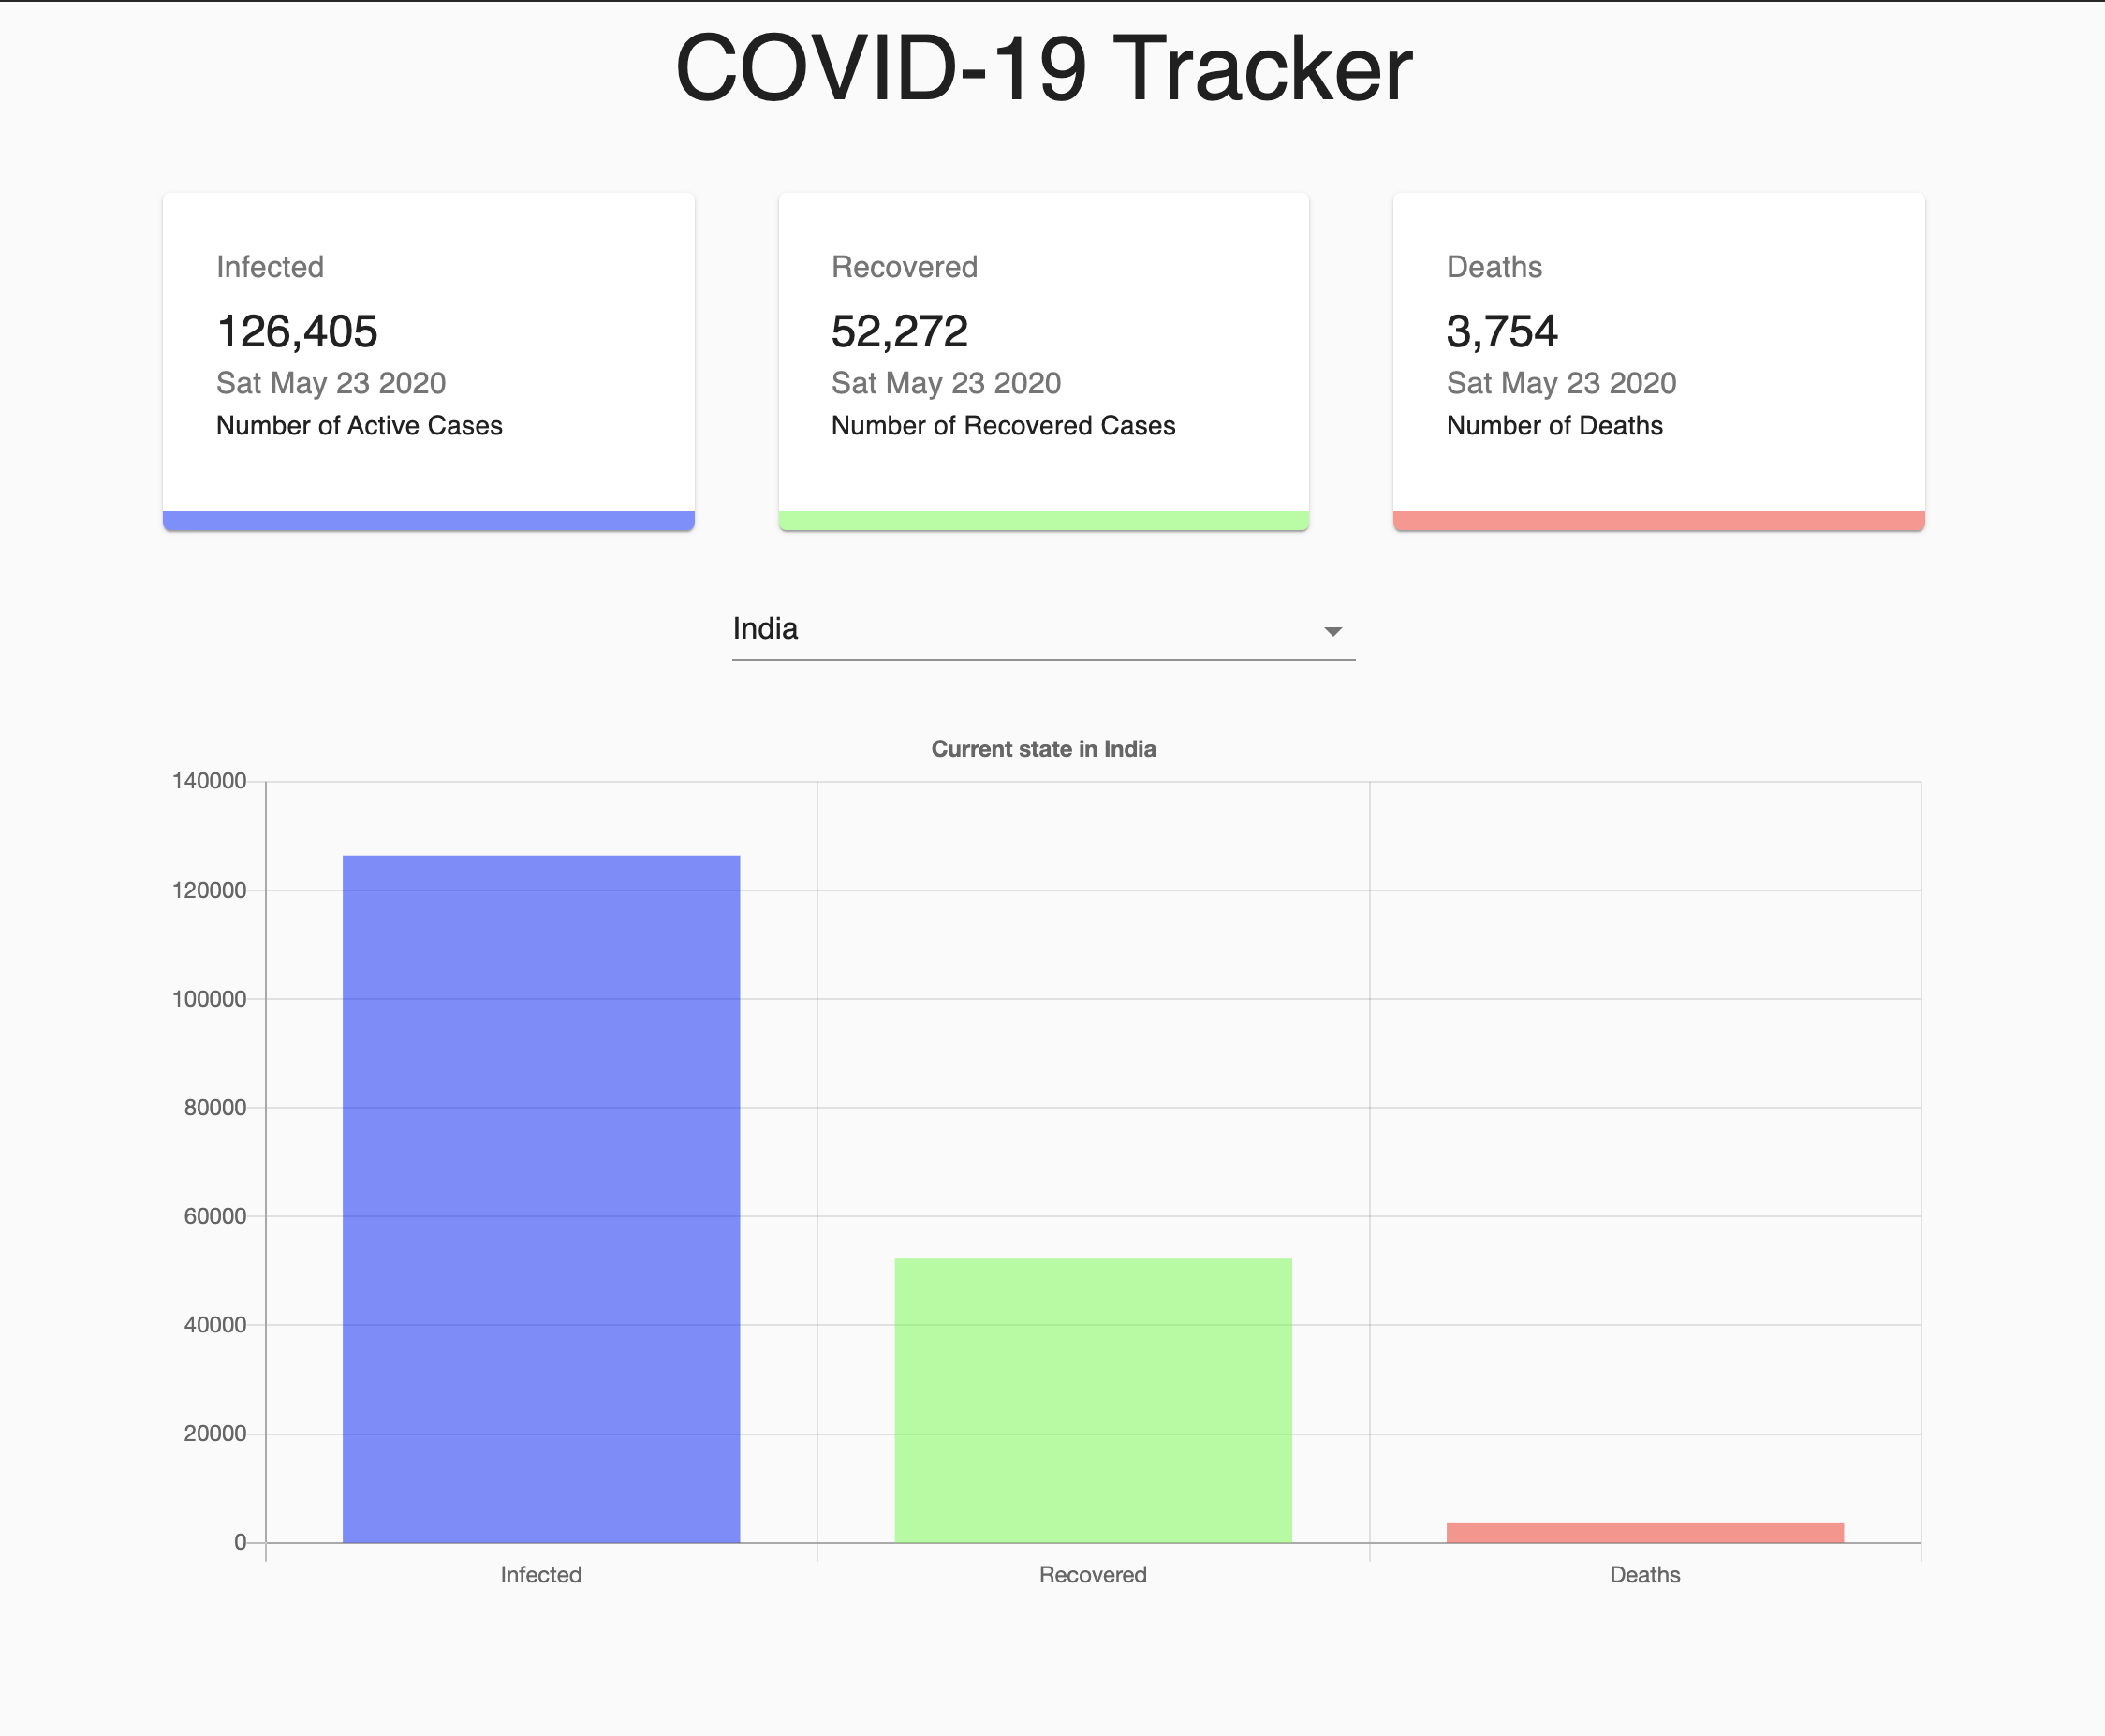 COVID-19 Tracker
Infected
126,405
Sat May 23 2020
Number of Active Cases
Recovered
52,272
Sat May 23 2020
Number of Recovered Cases
Deaths
3,754
Sat May 23 2020
Number of Deaths
India
Current state in India
140000
120000
100000
80000
60000
40000
20000
0
Infected
Recovered
Deaths